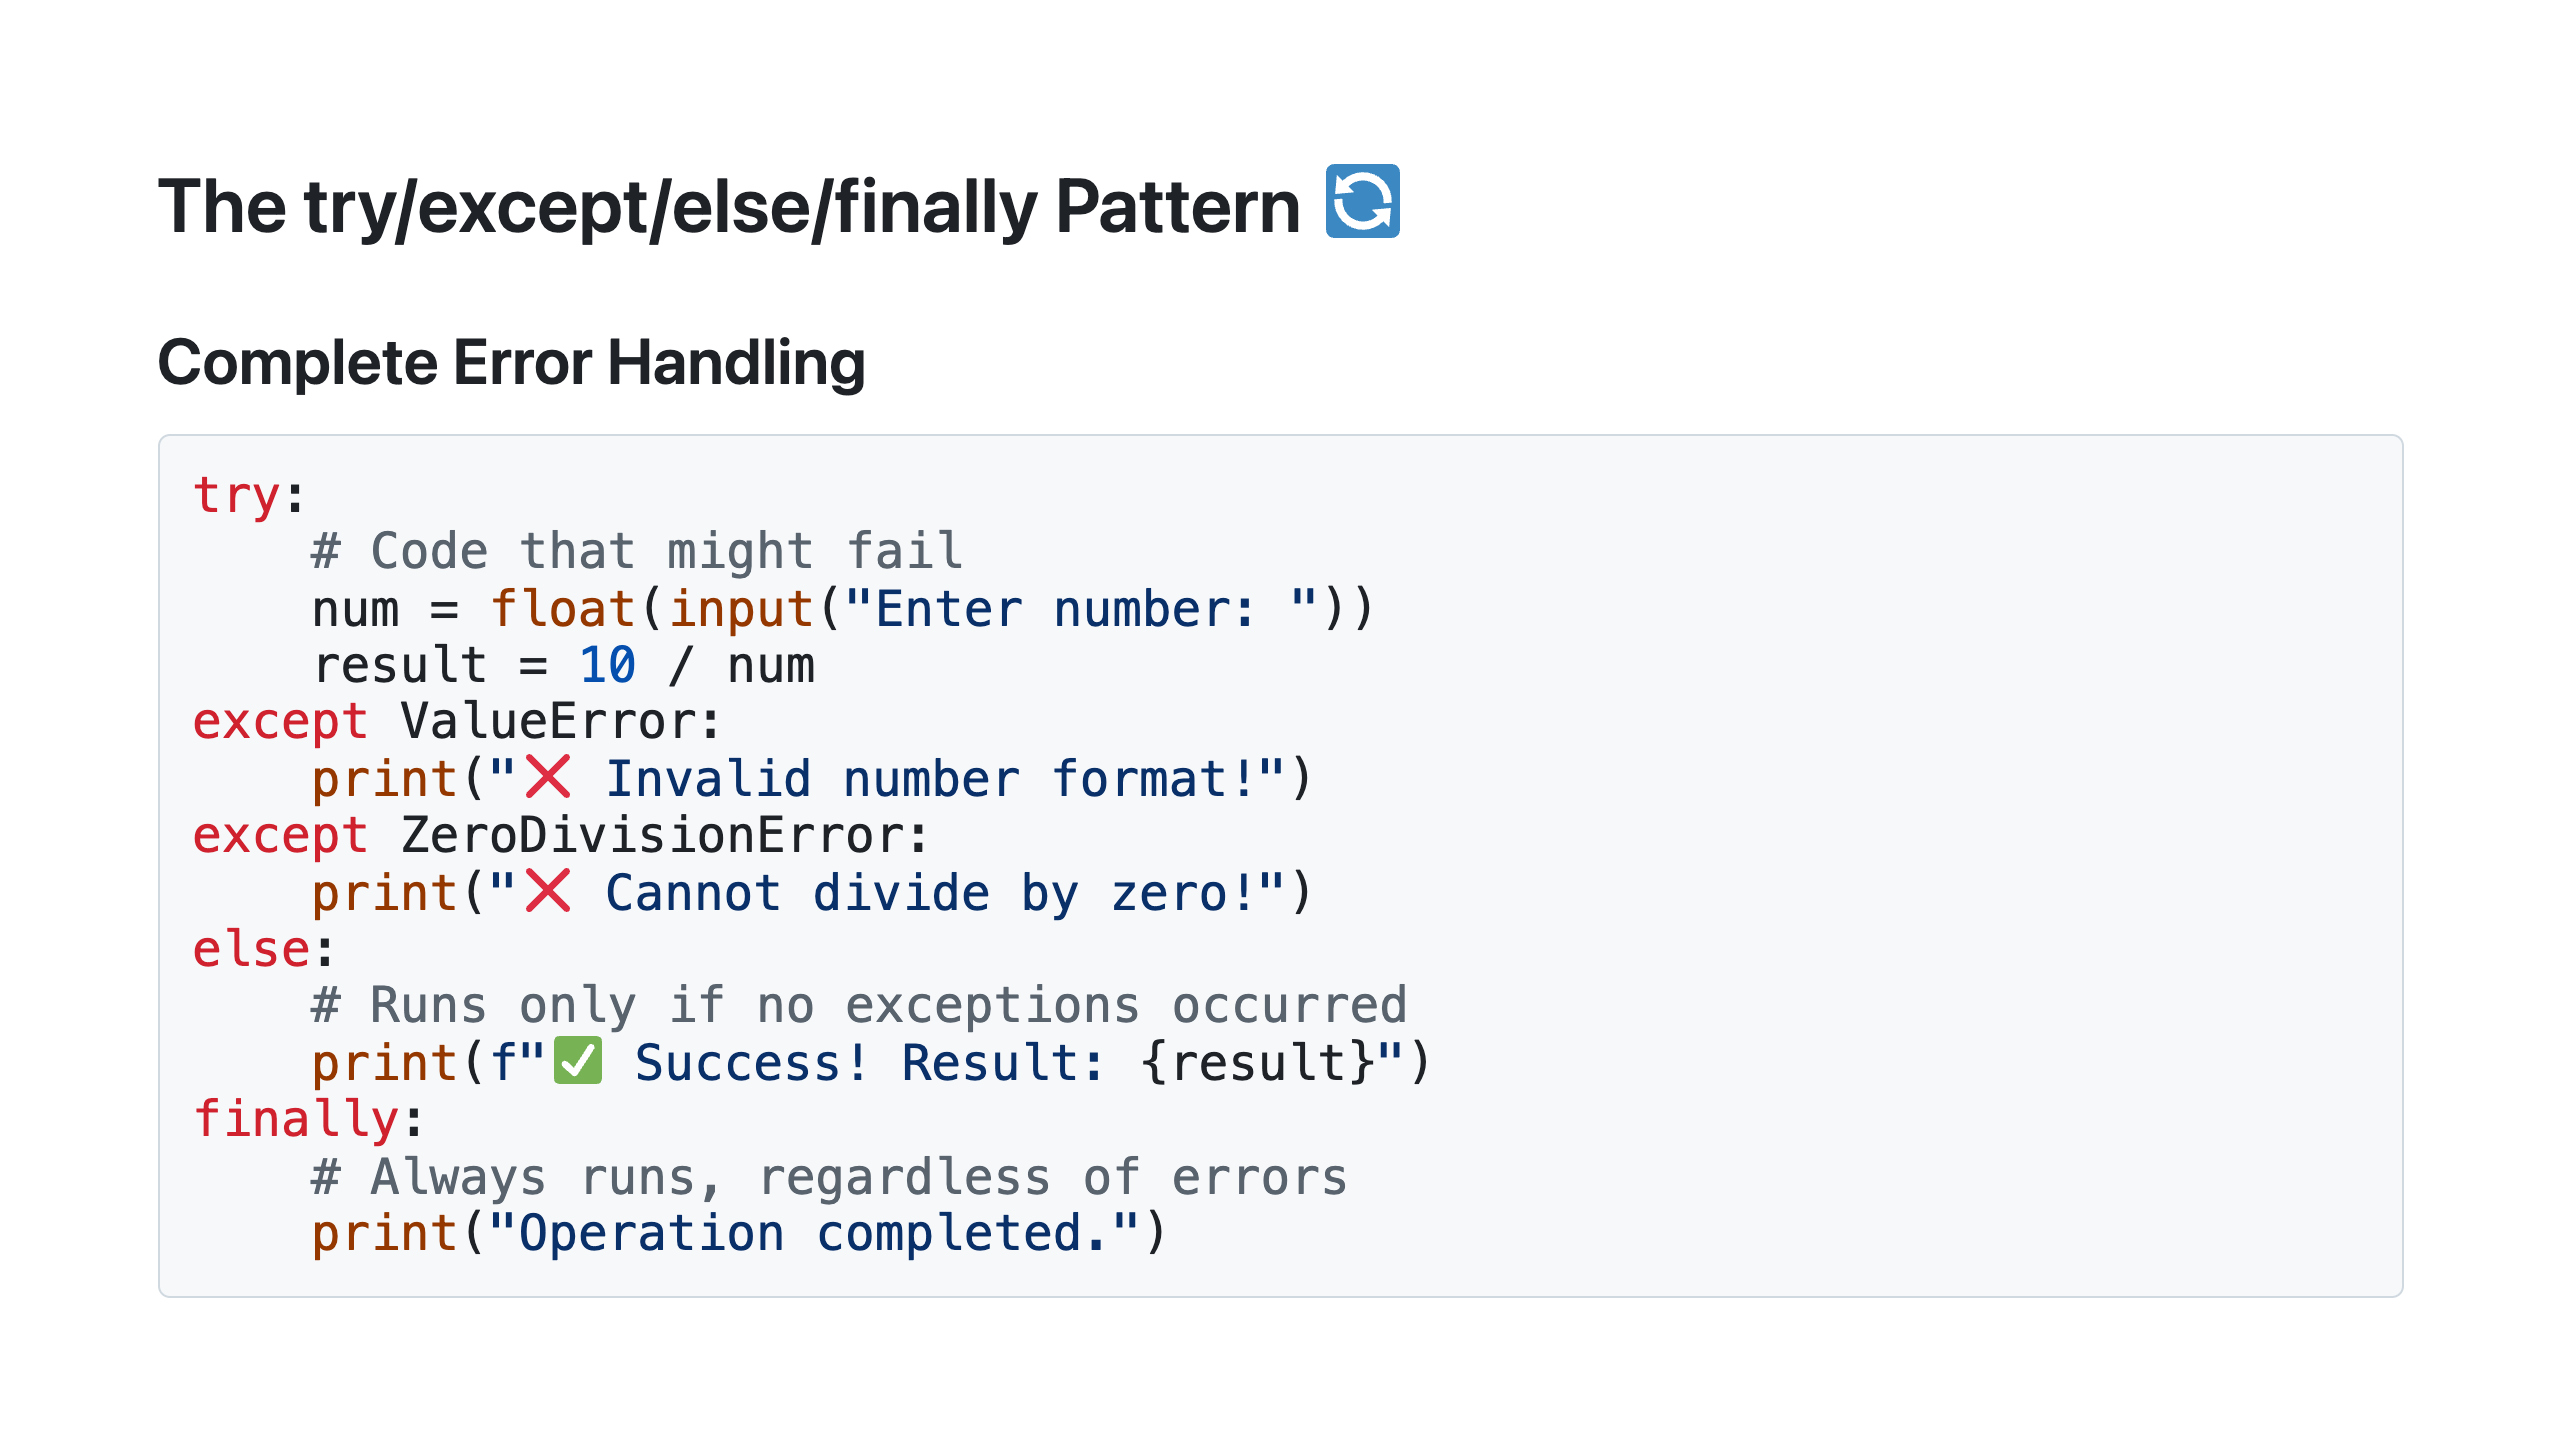 The try/except/else/finally Pattern 🔄
Complete Error Handling
try:
    # Code that might fail
    num = float(input("Enter number: "))
    result = 10 / num
except ValueError:
    print("❌ Invalid number format!")
except ZeroDivisionError:
    print("❌ Cannot divide by zero!")
else:
    # Runs only if no exceptions occurred
    print(f"✅ Success! Result: {result}")
finally:
    # Always runs, regardless of errors
    print("Operation completed.")